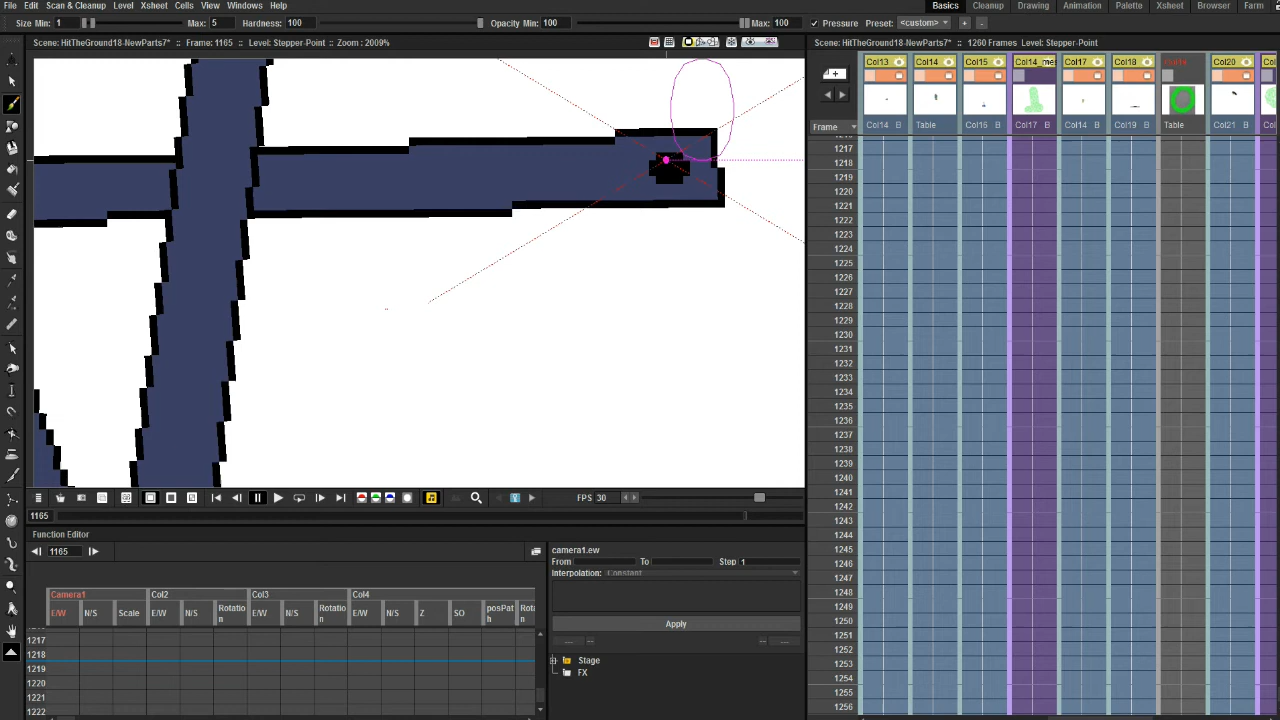 File Edit Scan & Cleanup Level Xsheet Cells View Windows Help
Basics Cleanup Drawing Animation Palette Xsheet Browser Farm
Size Min: 1 Max: 5 Hardness: 100 Opacity Min: 100 Max: 100 Pressure Preset: <custom> + -
Scene: HitTheGround18-NewParts7* :: Frame: 1165 :: Level: Stepper-Point :: Zoom : 2009%
Scene: HitTheGround18-NewParts7* :: 1260 Frames Level: Stepper-Point
Col13 Col14 Col15 Col14_mes Col17 Col18 Col19 Col20 Col
Frame Col14 B Table Col16 B Col17 B Col14 B Col19 B Table Col21 B Col
1217
1218
1219
1220
1221
1222
1223
1224
1225
1226
1227
1228
1229
1230
1231
1232
1233
1234
1235
1236
1237
1238
1239
1240
1241
1242
1243
1244
1245
1246
1247
1248
1249
1250
1251
1252
1253
1254
1255
1256
FPS 30
1165
Function Editor
1165
Camera1 Col2 Col3 Col4
E/W N/S Scale E/W N/S Rotation E/W N/S Rotation E/W N/S Z SO posPath Rota n
1217
1218
1219
1220
1221
1222
camera1.ew
From To Step 1
Interpolation: Constant
Apply
--- -- -- ---
Stage
FX